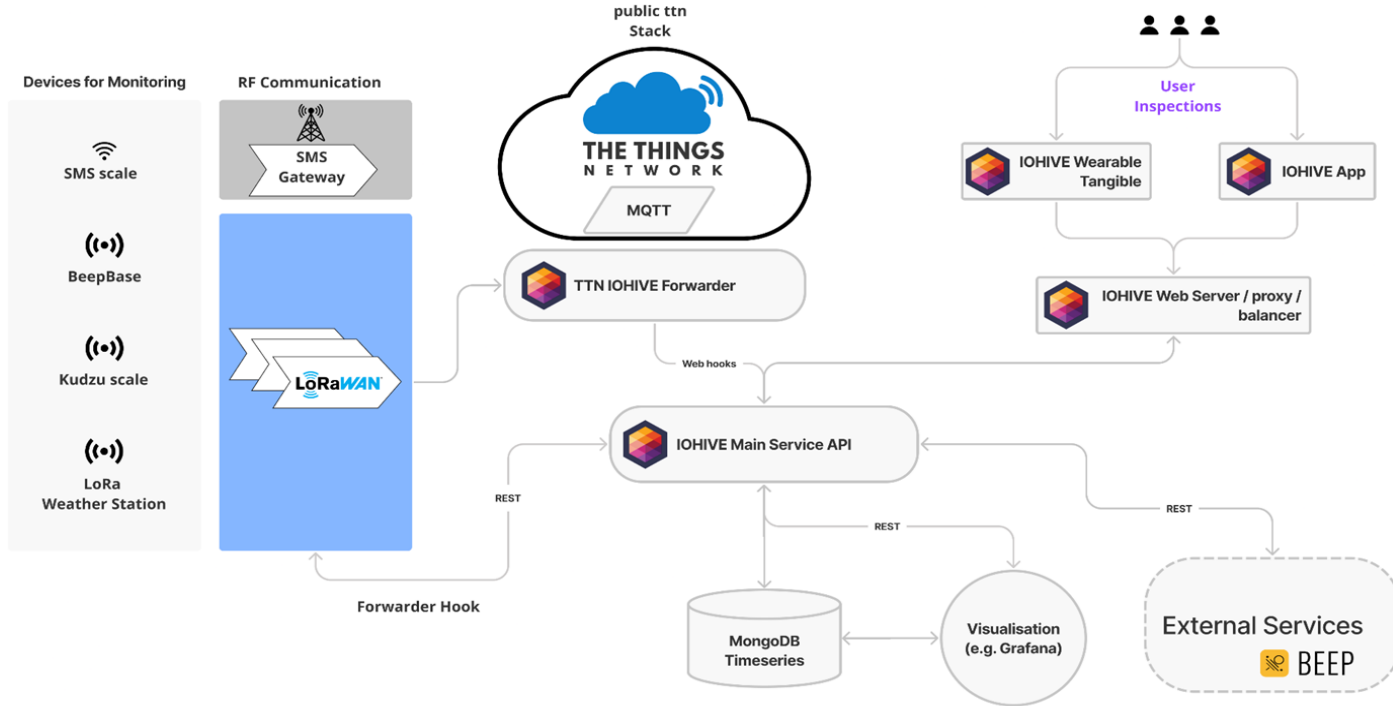 public ttn
Stack
Devices for Monitoring
RF Communication
SMS scale
BeepBase
Kudzu scale
LoRa
Weather Station
SMS
Gateway
LoRaWAN
THE THINGS
NETWORK
MQTT
TTN IOHIVE Forwarder
User
Inspections
IOHIVE Wearable
Tangible
IOHIVE App
IOHIVE Web Server / proxy /
balancer
Web hooks
IOHIVE Main Service API
REST
REST
REST
Forwarder Hook
MongoDB
Timeseries
Visualisation
(e.g. Grafana)
External Services
BEEP